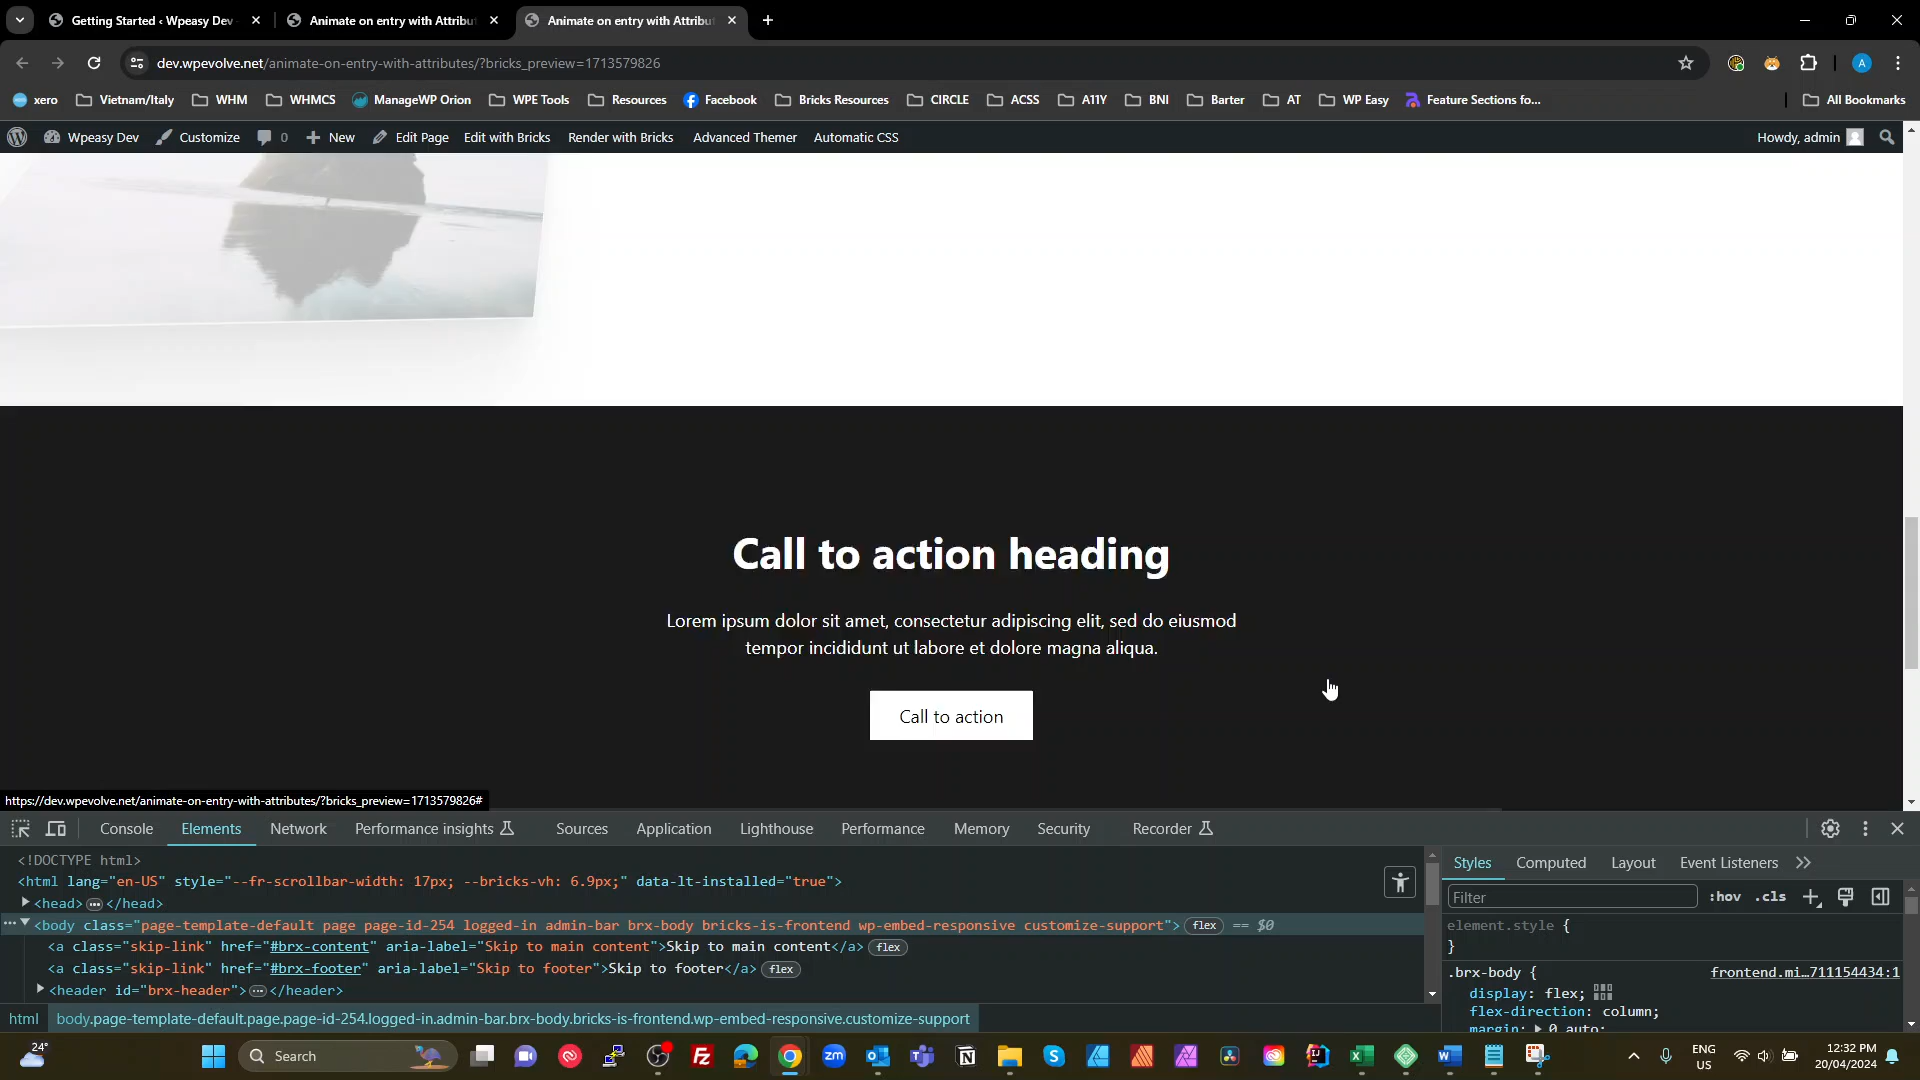 Getting Started ‹ Wpeasy Dev
Animate on entry with Attribut
Animate on entry with Attribut
dev.wpevolve.net/animate-on-entry-with-attributes/?bricks_preview=1713579826
A
xero
Vietnam/Italy
WHM
WHMCS
ManageWP Orion
WPE Tools
Resources
Facebook
Bricks Resources
CIRCLE
ACSS
A11Y
BNI
Barter
AT
WP Easy
Feature Sections fo...
All Bookmarks
Wpeasy Dev
Customize
0
New
Edit Page
Edit with Bricks
Render with Bricks
Advanced Themer
Automatic CSS
Howdy, admin
Call to action heading
Lorem ipsum dolor sit amet, consectetur adipiscing elit, sed do eiusmod
tempor incididunt ut labore et dolore magna aliqua.
Call to action
https://dev.wpevolve.net/animate-on-entry-with-attributes/?bricks_preview=1713579826#
Console
Elements
Network
Performance insights
Sources
Application
Lighthouse
Performance
Memory
Security
Recorder
<!DOCTYPE html>
<html lang="en-US" style="--fr-scrollbar-width: 17px; --bricks-vh: 6.9px;" data-lt-installed="true">
<head> … </head>
<body class="page-template-default page page-id-254 logged-in admin-bar brx-body bricks-is-frontend wp-embed-responsive customize-support"> flex == $0
<a class="skip-link" href="#brx-content" aria-label="Skip to main content">Skip to main content</a> flex
<a class="skip-link" href="#brx-footer" aria-label="Skip to footer">Skip to footer</a> flex
<header id="brx-header"> … </header>
html
body.page-template-default.page.page-id-254.logged-in.admin-bar.brx-body.bricks-is-frontend.wp-embed-responsive.customize-support
Styles
Computed
Layout
Event Listeners
Filter
:hov
.cls
element.style {
}
.brx-body {
frontend.mi…711154434:1
display: flex;
flex-direction: column;
margin: ▶ 0 auto;
24°
Search
ENG
US
12:32 PM
20/04/2024